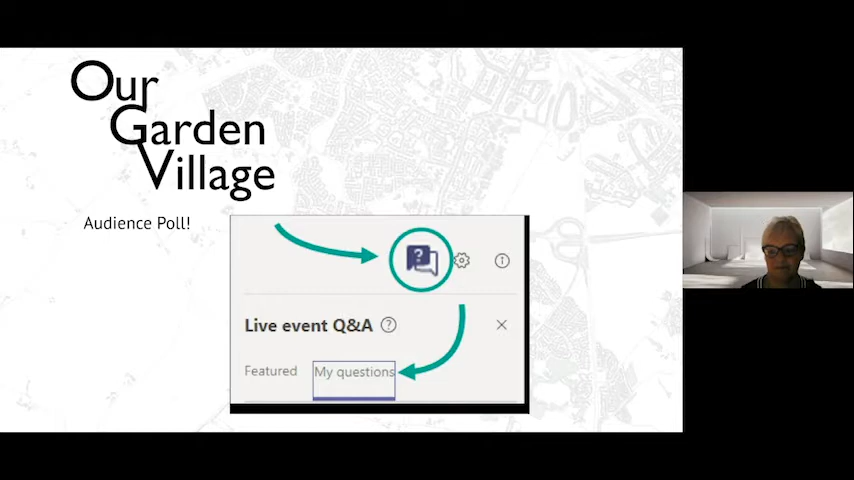 Our
Garden
Village
Audience Poll!
Live event Q&A
Featured My questions